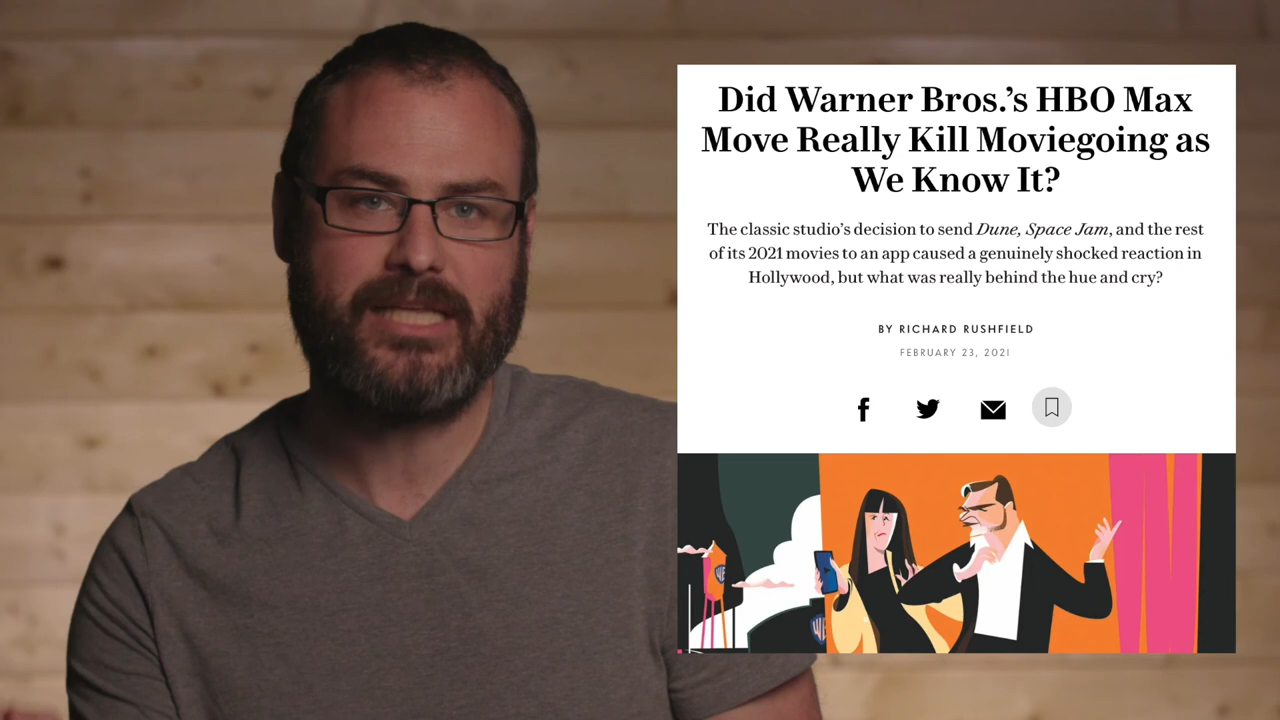 Did Warner Bros.’s HBO Max
Move Really Kill Moviegoing as
We Know It?
The classic studio’s decision to send Dune, Space Jam, and the rest
of its 2021 movies to an app caused a genuinely shocked reaction in
Hollywood, but what was really behind the hue and cry?
BY RICHARD RUSHFIELD
FEBRUARY 23, 2021
WB
WB